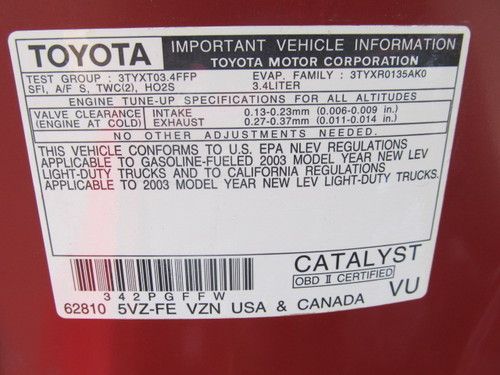 TOYOTA
IMPORTANT VEHICLE INFORMATION
TOYOTA MOTOR CORPORATION
TEST GROUP : 3TYXT03.4FFP EVAP. FAMILY : 3TYXR0135AK0
SFI, A/F S, TWC(2), HO2S 3.4LITER
ENGINE TUNE-UP SPECIFICATIONS FOR ALL ALTITUDES
VALVE CLEARANCE INTAKE 0.13-0.23mm (0.006-0.009 in.)
(ENGINE AT COLD) EXHAUST 0.27-0.37mm (0.011-0.014 in.)
NO OTHER ADJUSTMENTS NEEDED.
THIS VEHICLE CONFORMS TO U.S. EPA NLEV REGULATIONS
APPLICABLE TO GASOLINE-FUELED 2003 MODEL YEAR NEW LEV
LIGHT-DUTY TRUCKS AND TO CALIFORNIA REGULATIONS
APPLICABLE TO 2003 MODEL YEAR NEW LEV LIGHT-DUTY TRUCKS.
CATALYST
OBD II CERTIFIED
342PGFFW
VU
62810 5VZ-FE VZN USA & CANADA